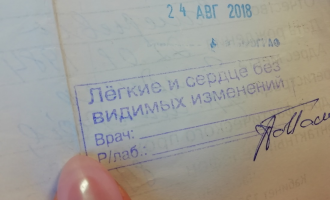 24 АВГ 2018
Лёгкие и сердце без
видимых изменений
Врач:
Р/лаб.: